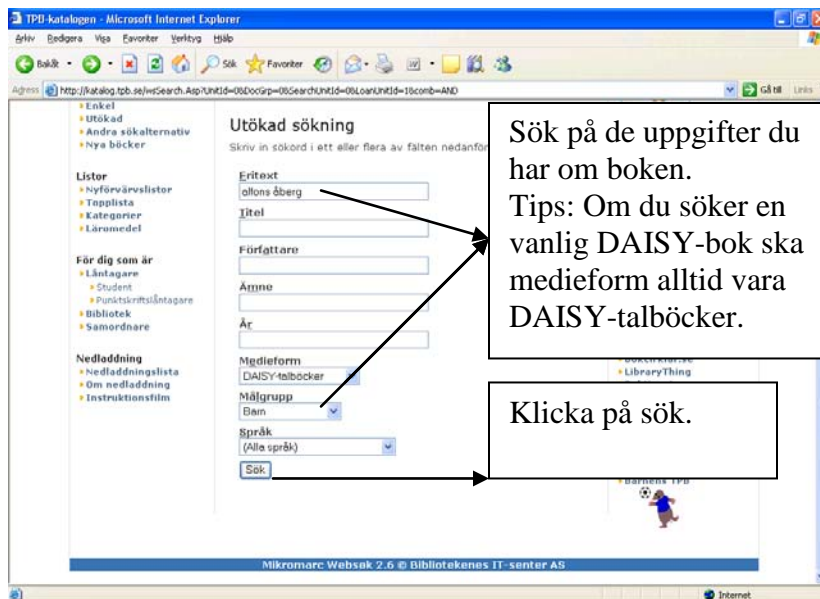 TPB-katalogen - Microsoft Internet Explorer
Arkiv Redigera Visa Favoriter Verktyg Hjälp
Bakåt Sök Favoriter
Adress http://katalog.tpb.se/wsSearch.Asp?UnitId=0&DocGrp=0&SearchUnitId=0&LoanUnitId=1&comb=AND Gå till Links
Enkel
Utökad
Andra sökalternativ
Nya böcker
Listor
Nyförvärvslistor
Topplista
Kategorier
Läromedel
För dig som är
Låntagare
Student
Punktskriftslåntagare
Bibliotek
Samordnare
Nedladdning
Nedladdningslista
Om nedladdning
Instruktionsfilm
Utökad sökning
Skriv in sökord i ett eller flera av fälten nedanför
Fritext
alfons åberg
Titel
Författare
Ämne
År
Medieform
DAISY-talböcker
Målgrupp
Barn
Språk
(Alla språk)
Sök
Sök på de uppgifter du
har om boken.
Tips: Om du söker en
vanlig DAISY-bok ska
medieform alltid vara
DAISY-talböcker.
LibraryThing
Klicka på sök.
Barnens TPB
Mikromarc Websøk 2.6 © Bibliotekenes IT-senter AS
Internet